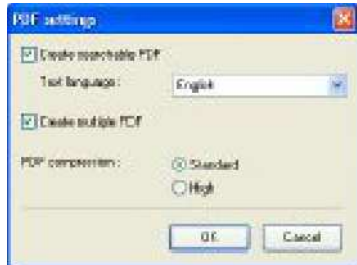 PDF settings
Create searchable PDF
Text language : English
Create multiple PDF
PDF compression : Standard
High
OK Cancel